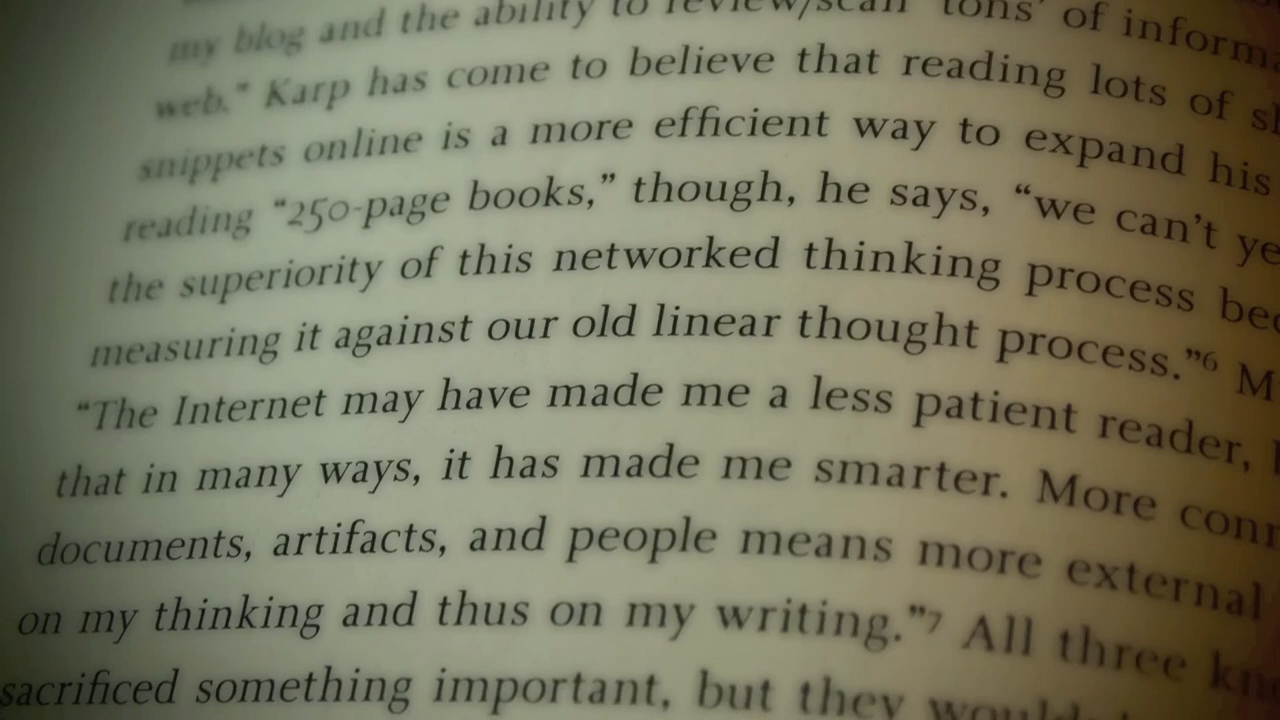 my blog and the ability to review/scan 'tons' of
web." Karp has come to believe that reading lots of
snippets online is a more efficient way to expand his
reading "250-page books," though, he says, "we can't
the superiority of this networked thinking process
measuring it against our old linear thought process."6
"The Internet may have made me a less patient reader,
that in many ways, it has made me smarter. More
documents, artifacts, and people means more external
on my thinking and thus on my writing."7 All three
sacrificed something important, but they